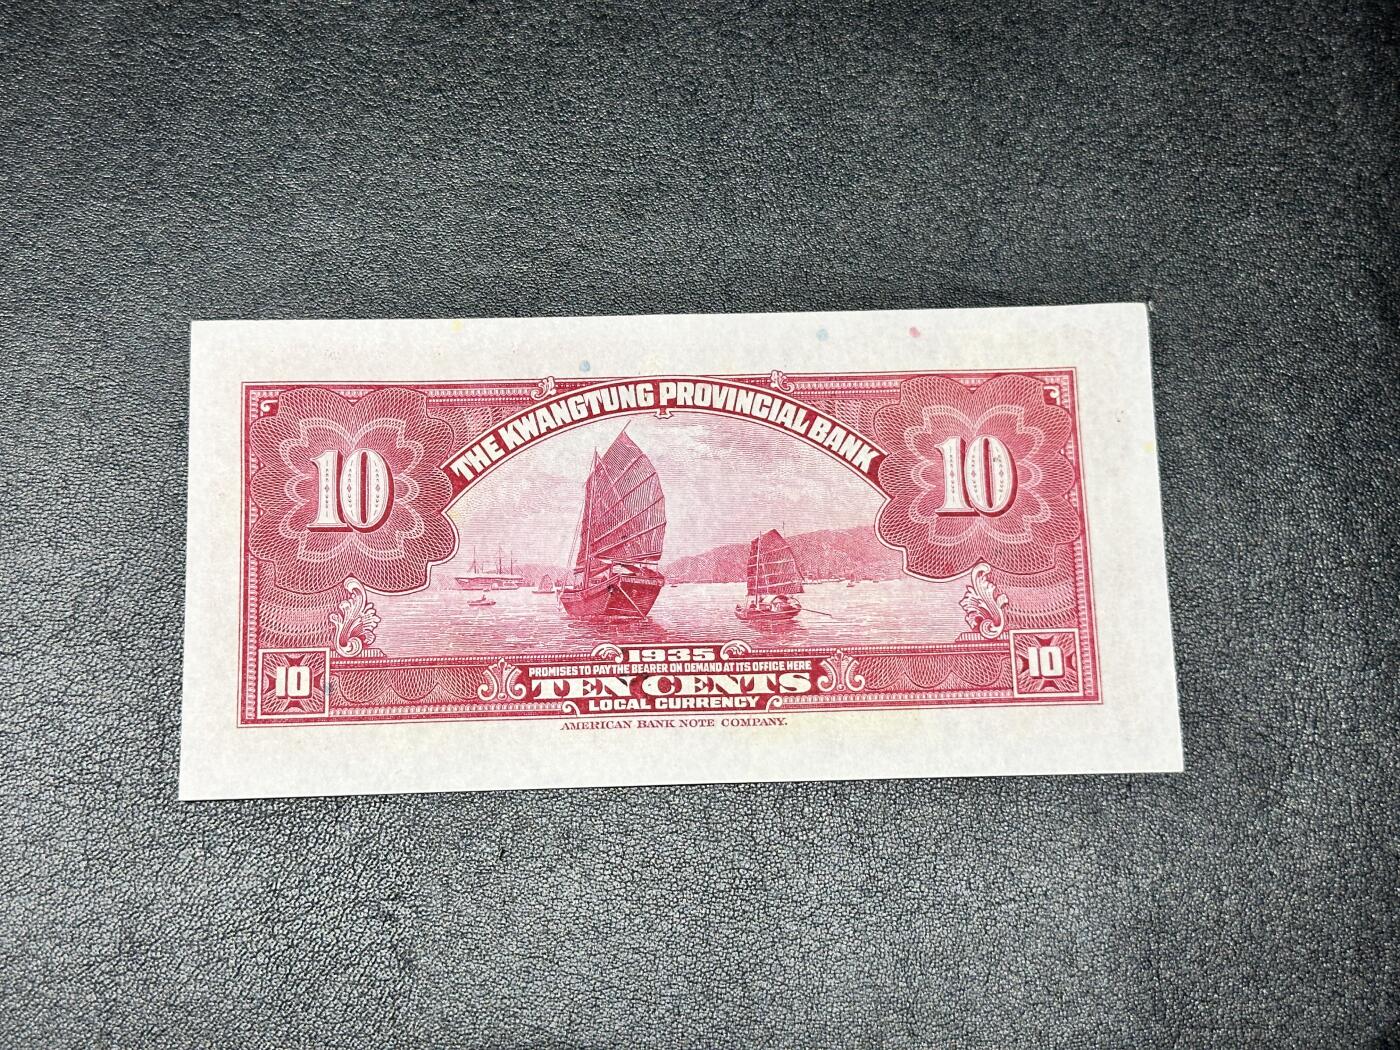 THE KWANGTUNG PROVINCIAL BANK
10
10
1935
PROMISES TO PAY THE BEARER ON DEMAND AT ITS OFFICE HERE
10
TEN CENTS
10
LOCAL CURRENCY
AMERICAN BANK NOTE COMPANY.